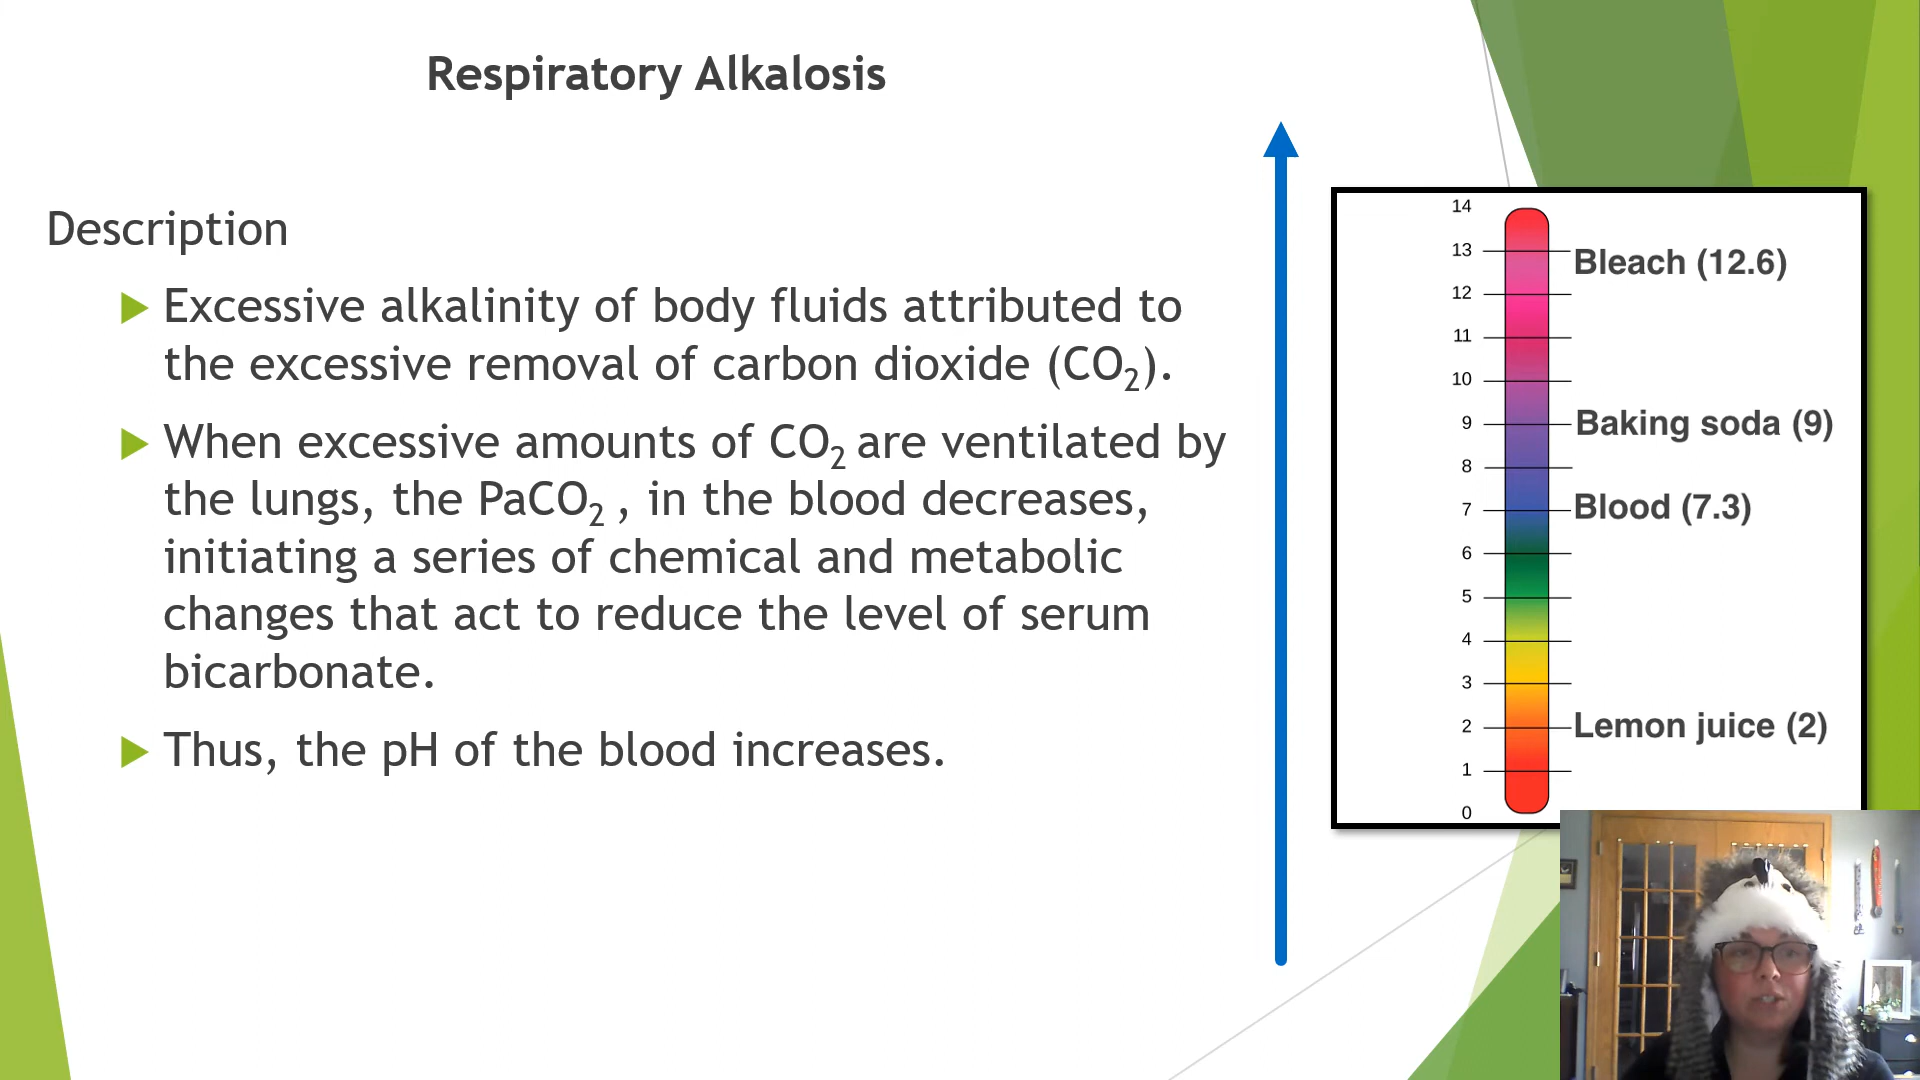 Respiratory Alkalosis
Description
Excessive alkalinity of body fluids attributed to
the excessive removal of carbon dioxide (CO₂).
When excessive amounts of CO₂ are ventilated by
the lungs, the PaCO₂ , in the blood decreases,
initiating a series of chemical and metabolic
changes that act to reduce the level of serum
bicarbonate.
Thus, the pH of the blood increases.
14
13
Bleach (12.6)
12
11
10
9
Baking soda (9)
8
7
Blood (7.3)
6
5
4
3
2
Lemon juice (2)
1
0